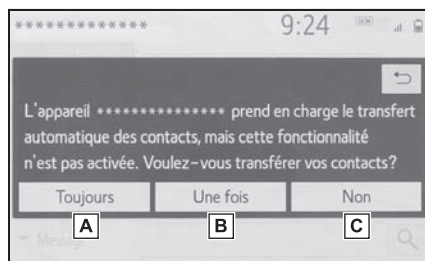 ************* 9:24 DCM
L'appareil *************** prend en charge le transfert
automatique des contacts, mais cette fonctionnalité
n'est pas activée. Voulez-vous transférer vos contacts?
Toujours Une fois Non
A B C
Message